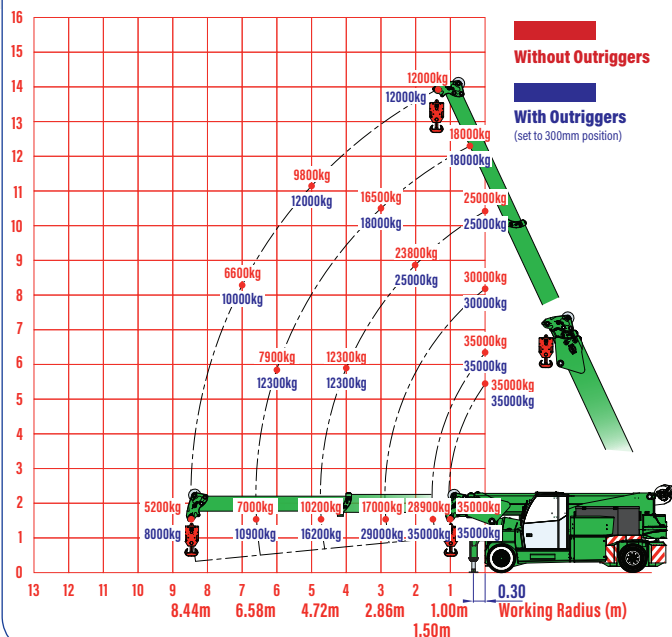 16
15
14
13
12
11
10
9
8
7
6
5
4
3
2
1
0
Without Outriggers
With Outriggers
(set to 300mm position)
12000kg
12000kg
18000kg
18000kg
9800kg
12000kg
16500kg
18000kg
25000kg
25000kg
23800kg
25000kg
6600kg
10000kg
30000kg
30000kg
7900kg
12300kg
12300kg
12300kg
35000kg
35000kg
35000kg
35000kg
5200kg
8000kg
7000kg
10900kg
10200kg
16200kg
17000kg
29000kg
28900kg
35000kg
35000kg
35000kg
13 12 11 10 9 8 7 6 5 4 3 2 1 0.30
8.44m 6.58m 4.72m 2.86m 1.00m Working Radius (m)
1.50m